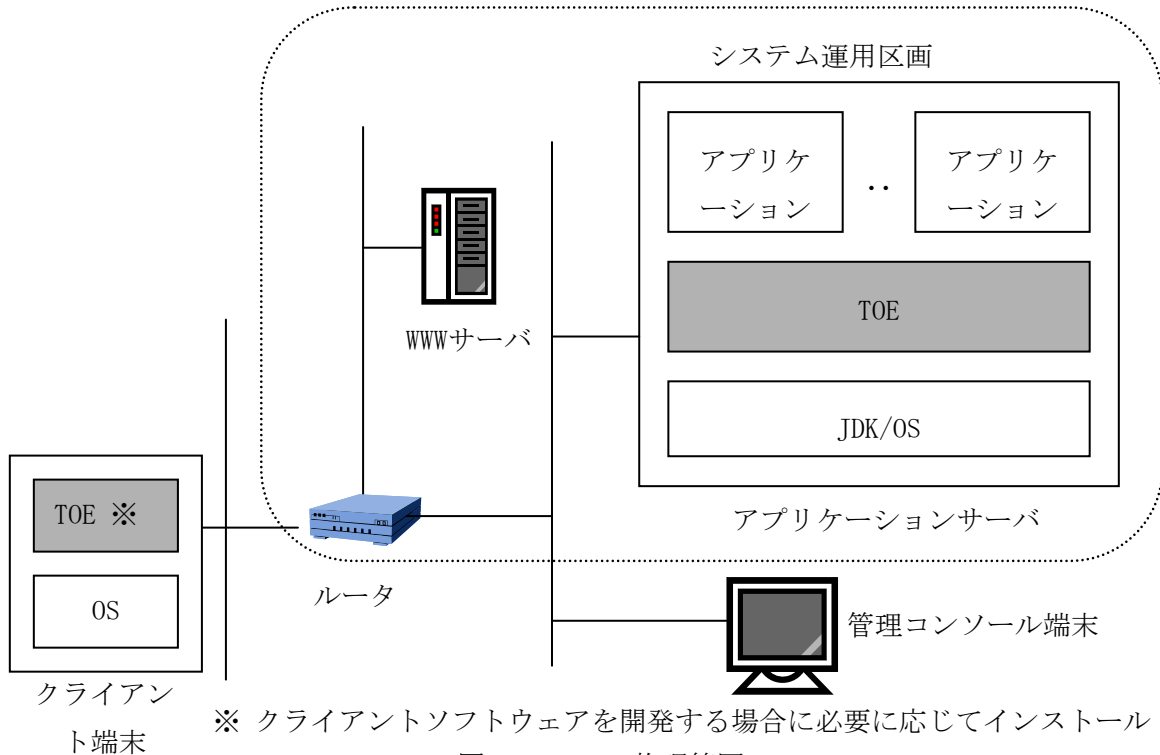 システム運用区画
アプリケ
ーション
‥
アプリケ
ーション
TOE
JDK/OS
アプリケーションサーバ
WWWサーバ
TOE ※
OS
クライアン
ト端末
ルータ
管理コンソール端末
※ クライアントソフトウェアを開発する場合に必要に応じてインストール